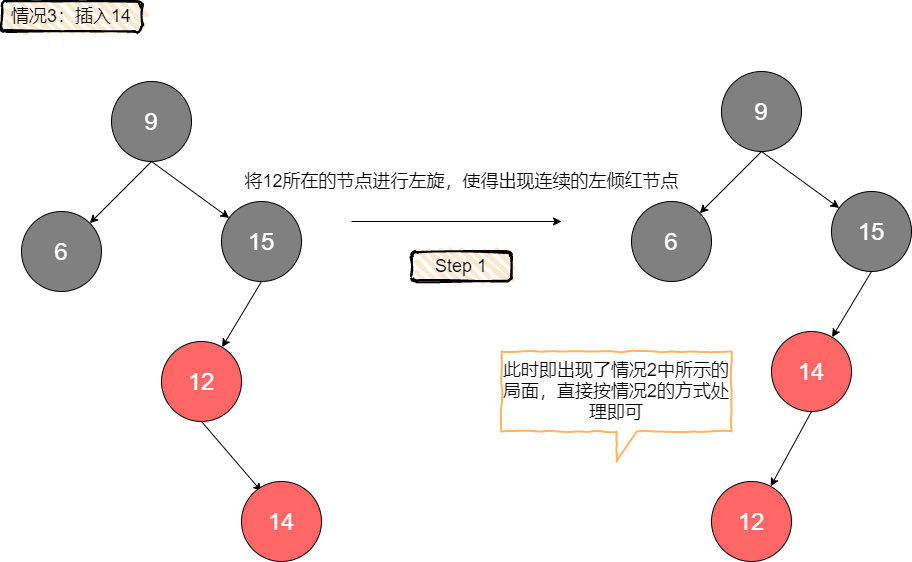 情况3：插入14
9
6
15
12
14
将12所在的节点进行左旋，使得出现连续的左倾红节点
Step 1
9
6
15
14
12
此时即出现了情况2中所示的
局面，直接按情况2的方式处
理即可